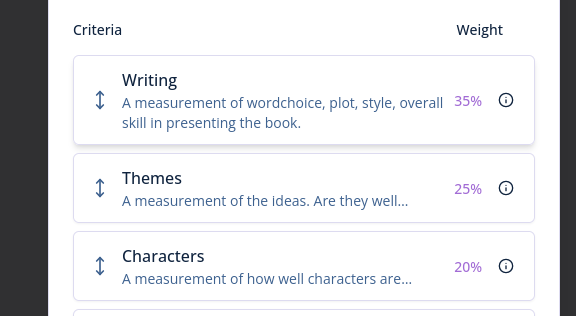 Criteria Weight
Writing
A measurement of wordchoice, plot, style, overall 35%
skill in presenting the book.
Themes
A measurement of the ideas. Are they well... 25%
Characters
A measurement of how well characters are... 20%